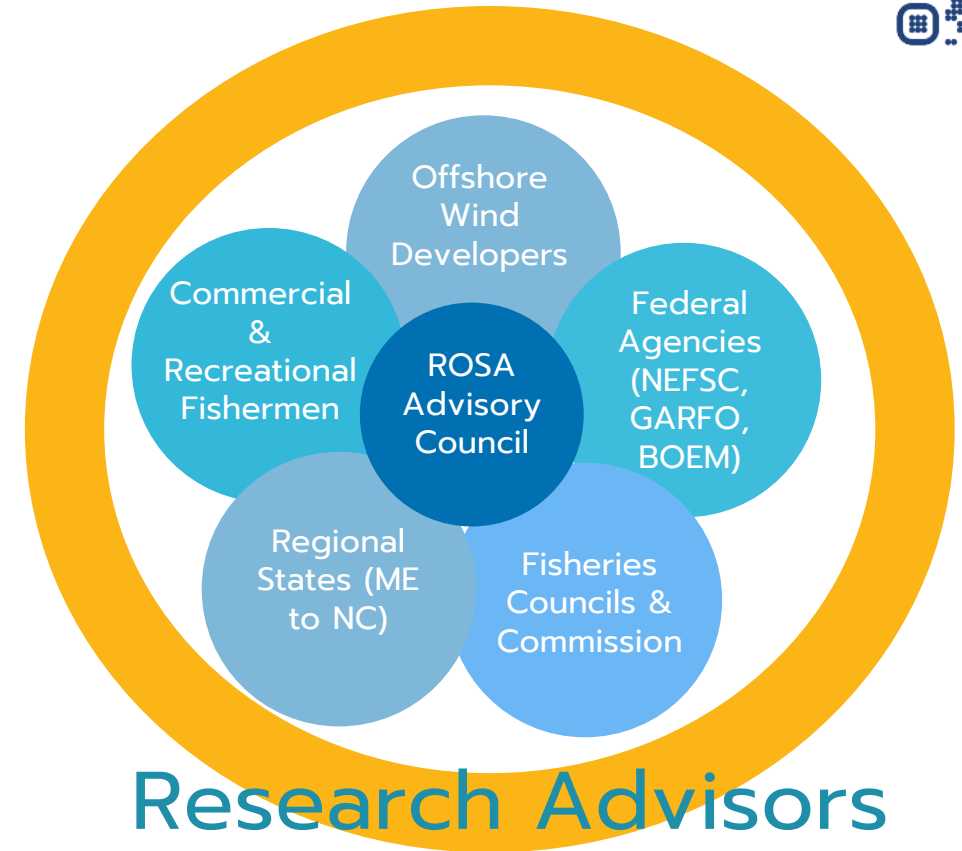 Offshore
Wind
Developers
Commercial
&
Recreational
Fishermen
ROSA
Advisory
Council
Federal
Agencies
(NEFSC,
GARFO,
BOEM)
Regional
States (ME
to NC)
Fisheries
Councils &
Commission
Research Advisors